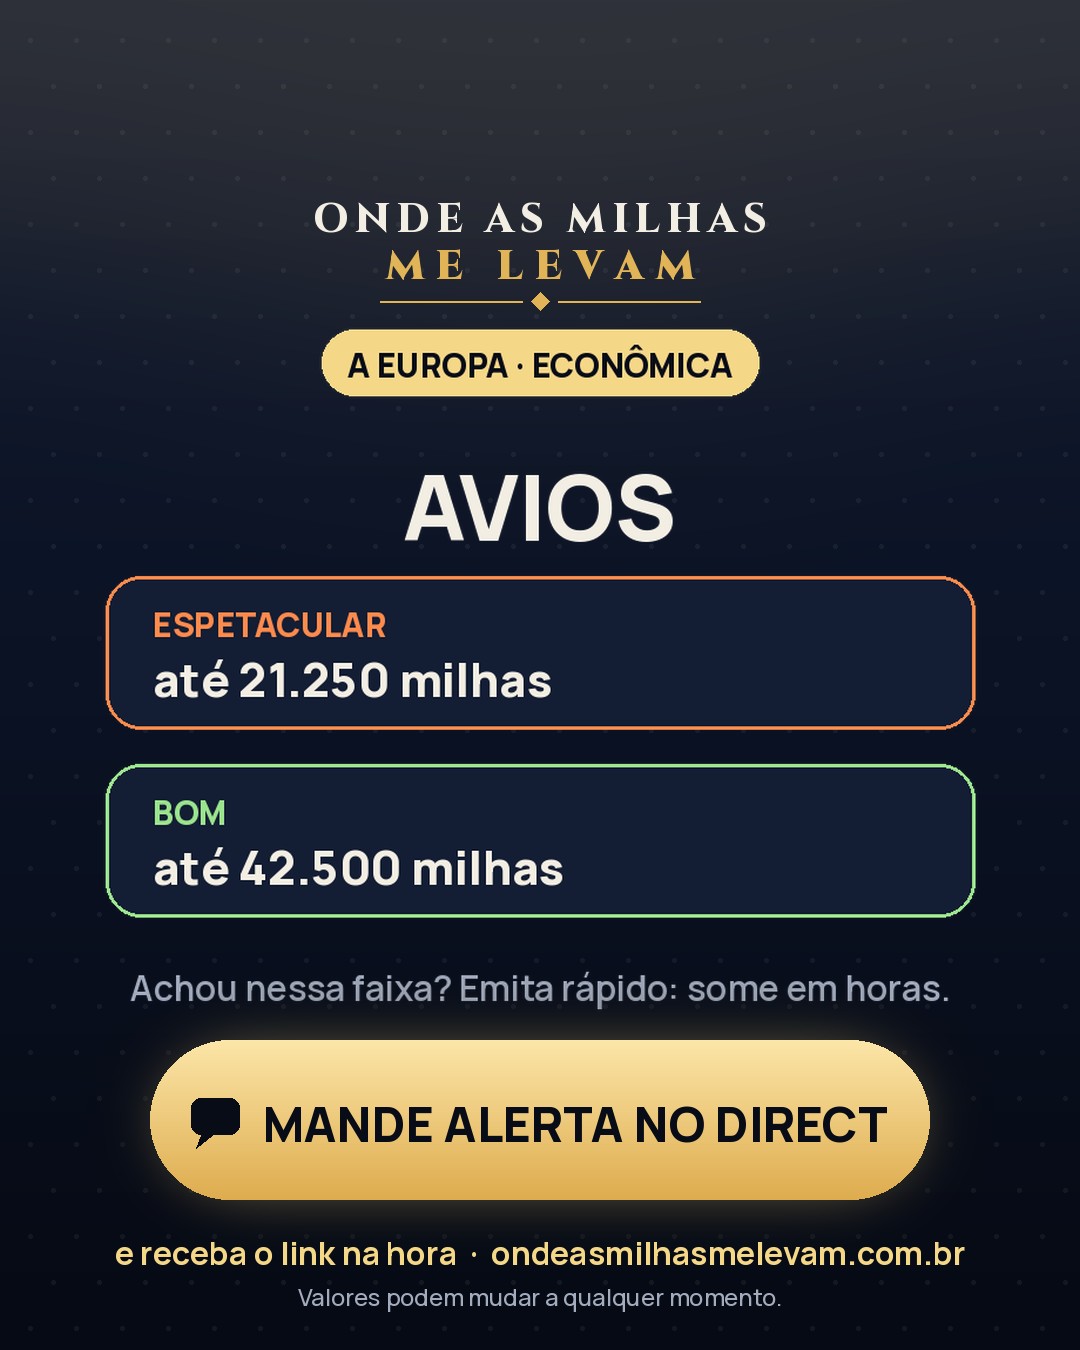 ONDE AS MILHAS
ME LEVAM
A EUROPA · ECONÔMICA
AVIOS
ESPETACULAR
até 21.250 milhas
BOM
até 42.500 milhas
Achou nessa faixa? Emita rápido: some em horas.
MANDE ALERTA NO DIRECT
e receba o link na hora · ondeasmilhasmelevam.com.br
Valores podem mudar a qualquer momento.